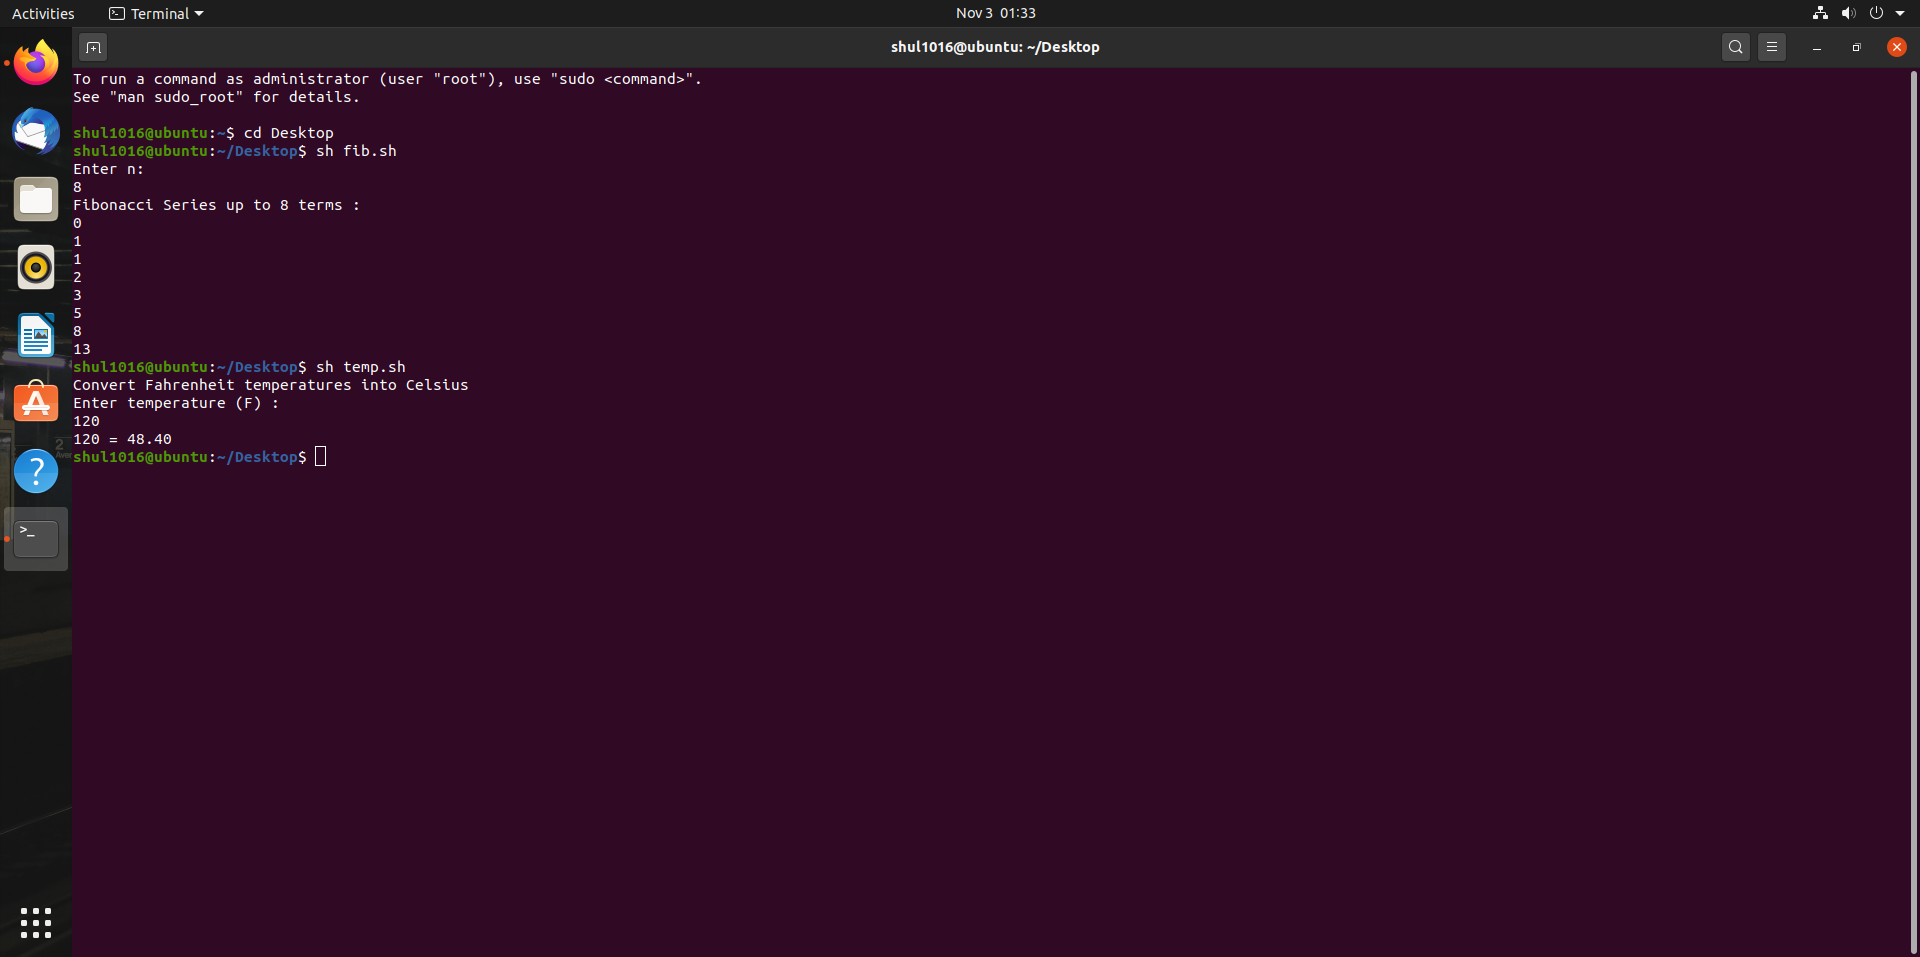 Activities
Terminal
Nov 3 01:33
shul1016@ubuntu: ~/Desktop
To run a command as administrator (user "root"), use "sudo <command>".
See "man sudo_root" for details.
shul1016@ubuntu:~$ cd Desktop
shul1016@ubuntu:~/Desktop$ sh fib.sh
Enter n:
8
Fibonacci Series up to 8 terms :
0
1
1
2
3
5
8
13
shul1016@ubuntu:~/Desktop$ sh temp.sh
Convert Fahrenheit temperatures into Celsius
Enter temperature (F) :
120
120 = 48.40
shul1016@ubuntu:~/Desktop$